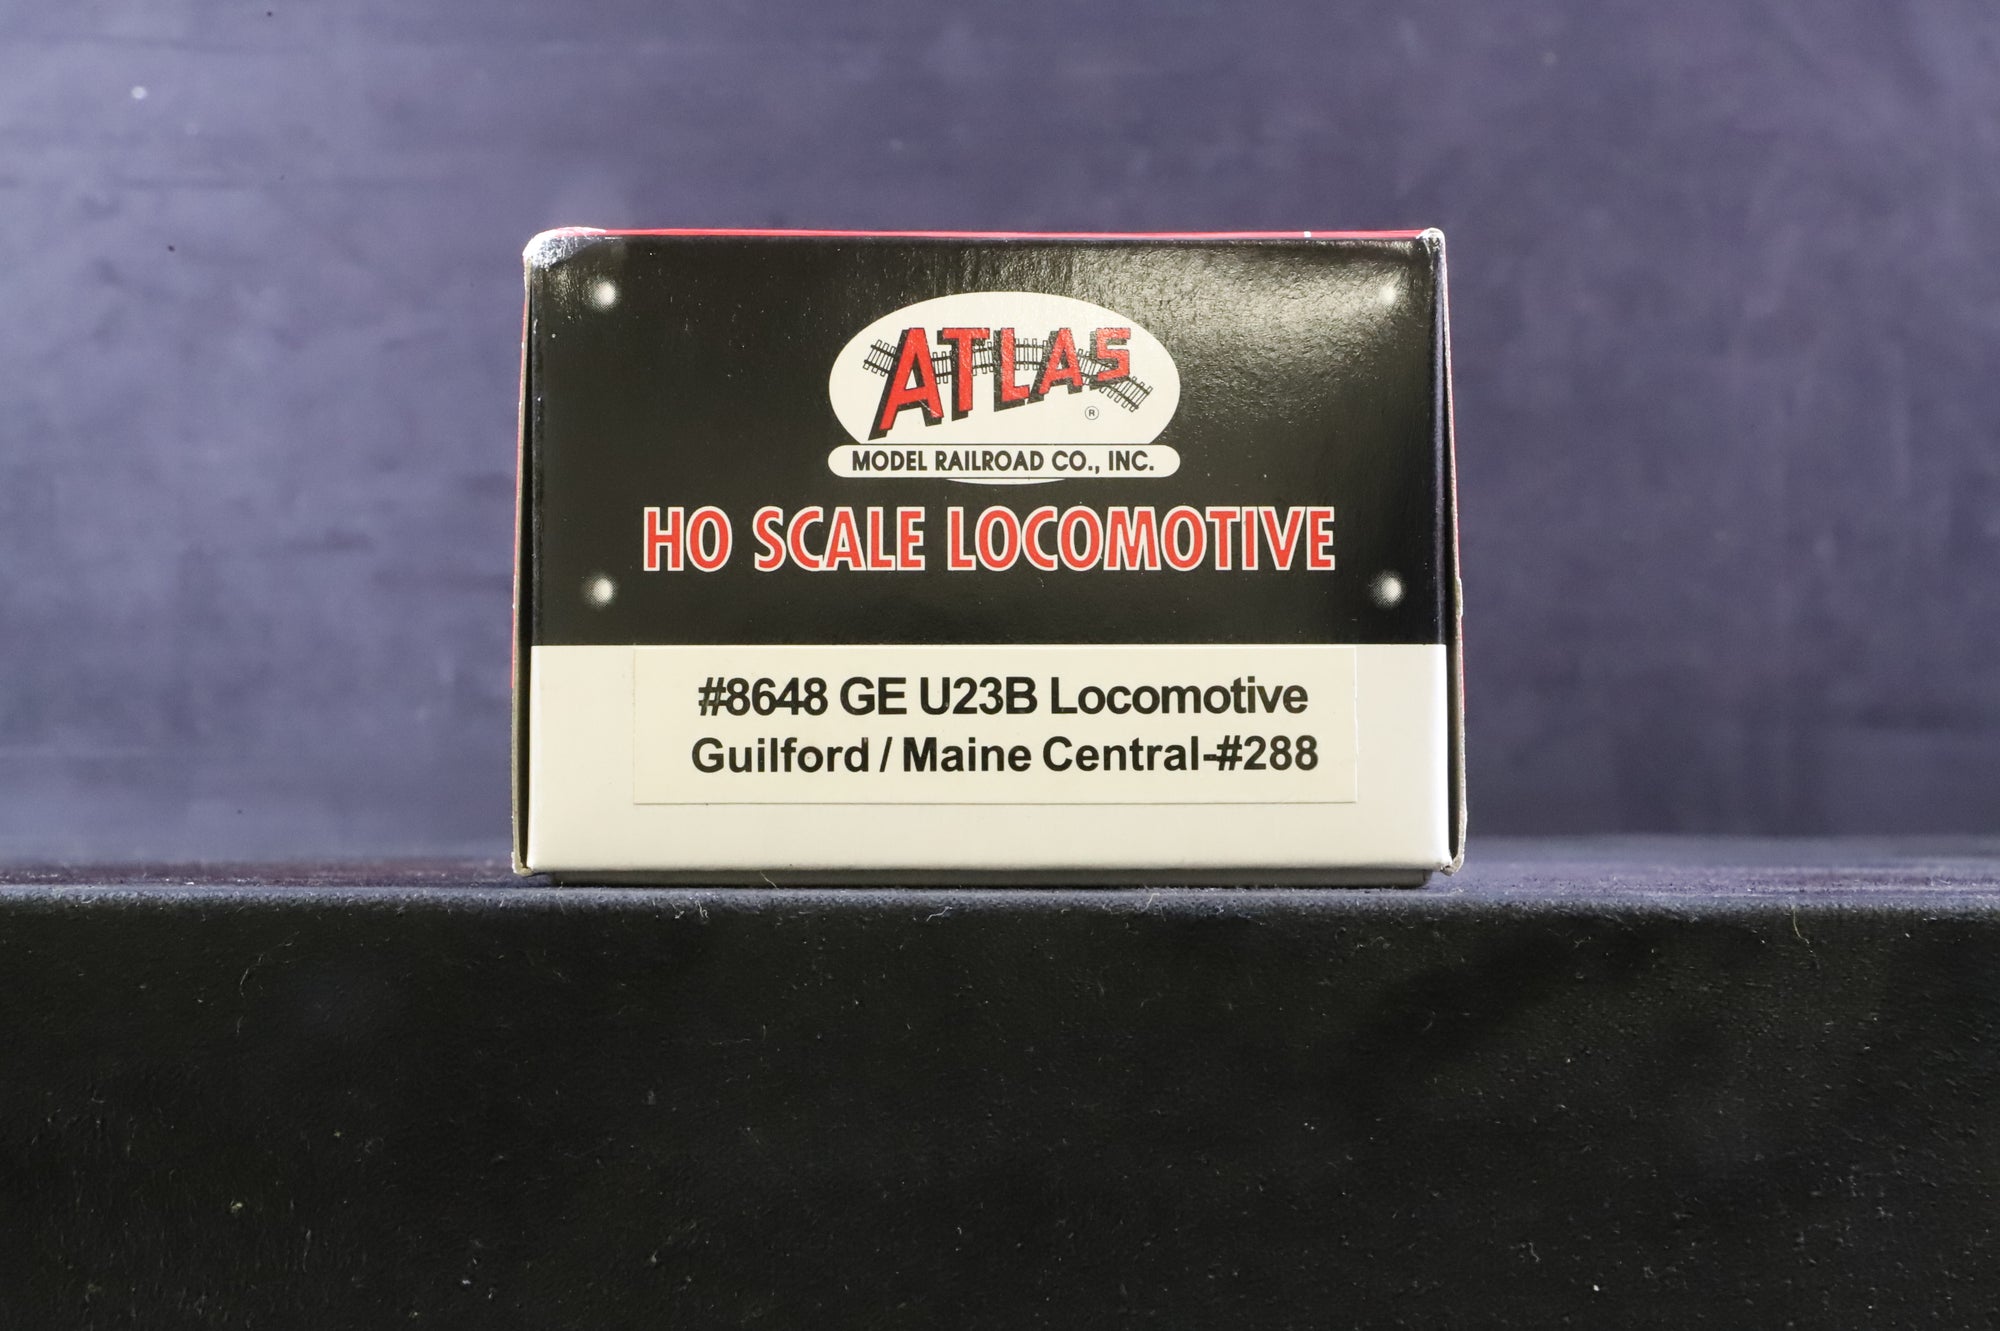 ATLAS
®
MODEL RAILROAD CO., INC.
HO SCALE LOCOMOTIVE
#8648 GE U23B Locomotive
Guilford / Maine Central-#288